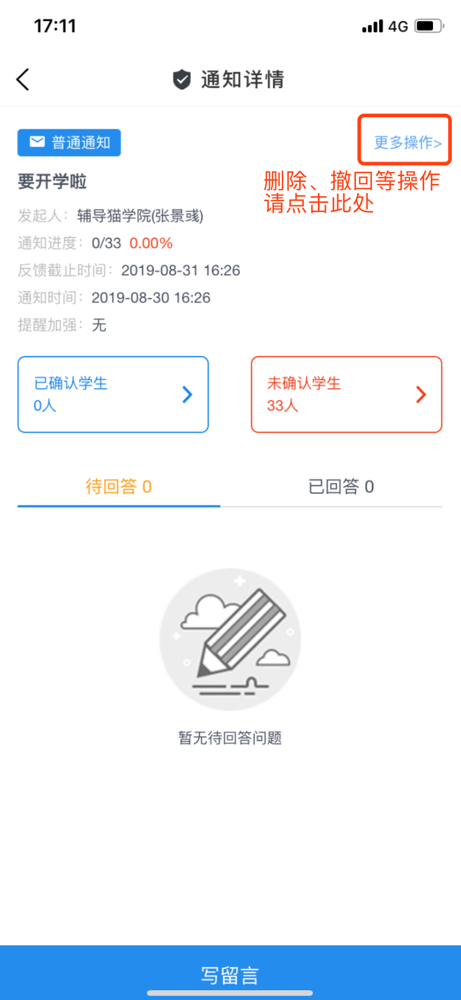 17:11
4G
通知详情
普通通知
更多操作>
删除、撤回等操作
请点击此处
要开学啦
发起人：辅导猫学院(张景彧)
通知进度：0/33 0.00%
反馈截止时间：2019-08-31 16:26
通知时间：2019-08-30 16:26
提醒加强：无
已确认学生
0人
未确认学生
33人
待回答 0
已回答 0
暂无待回答问题
写留言